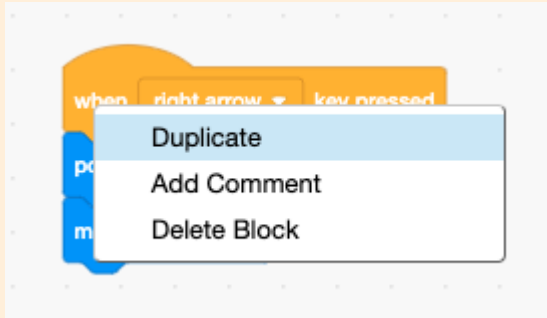 when right arrow key pressed
Duplicate
Add Comment
Delete Block